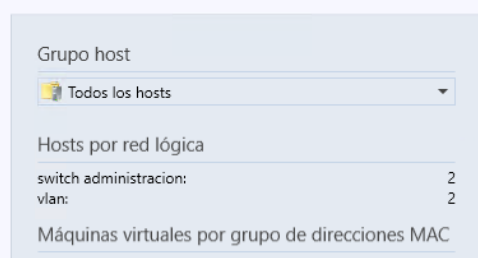 Grupo host
Todos los hosts
Hosts por red lógica
switch administracion: 2
vlan: 2
Máquinas virtuales por grupo de direcciones MAC